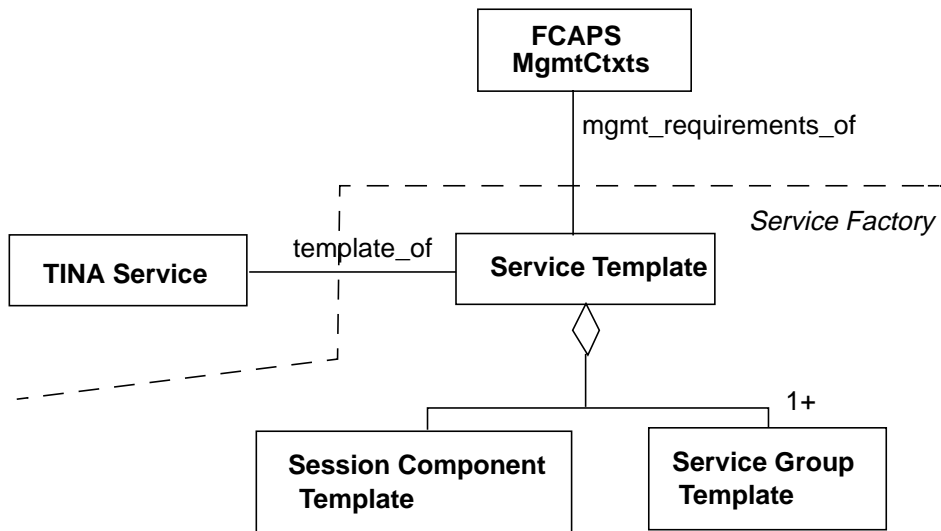 FCAPS
MgmtCtxts
mgmt_requirements_of
Service Factory
template_of
TINA Service
Service Template
1+
Session Component
Template
Service Group
Template